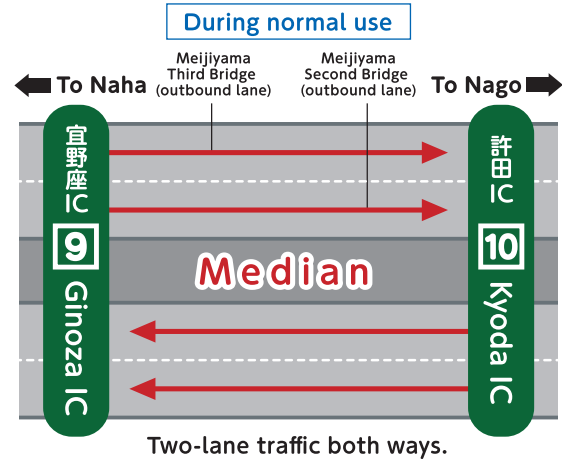 During normal use
Meijiyama
Third Bridge
(outbound lane)
Meijiyama
Second Bridge
(outbound lane)
To Naha
To Nago
宜野座IC
9
Ginoza IC
Median
許田IC
10
Kyoda IC
Two-lane traffic both ways.